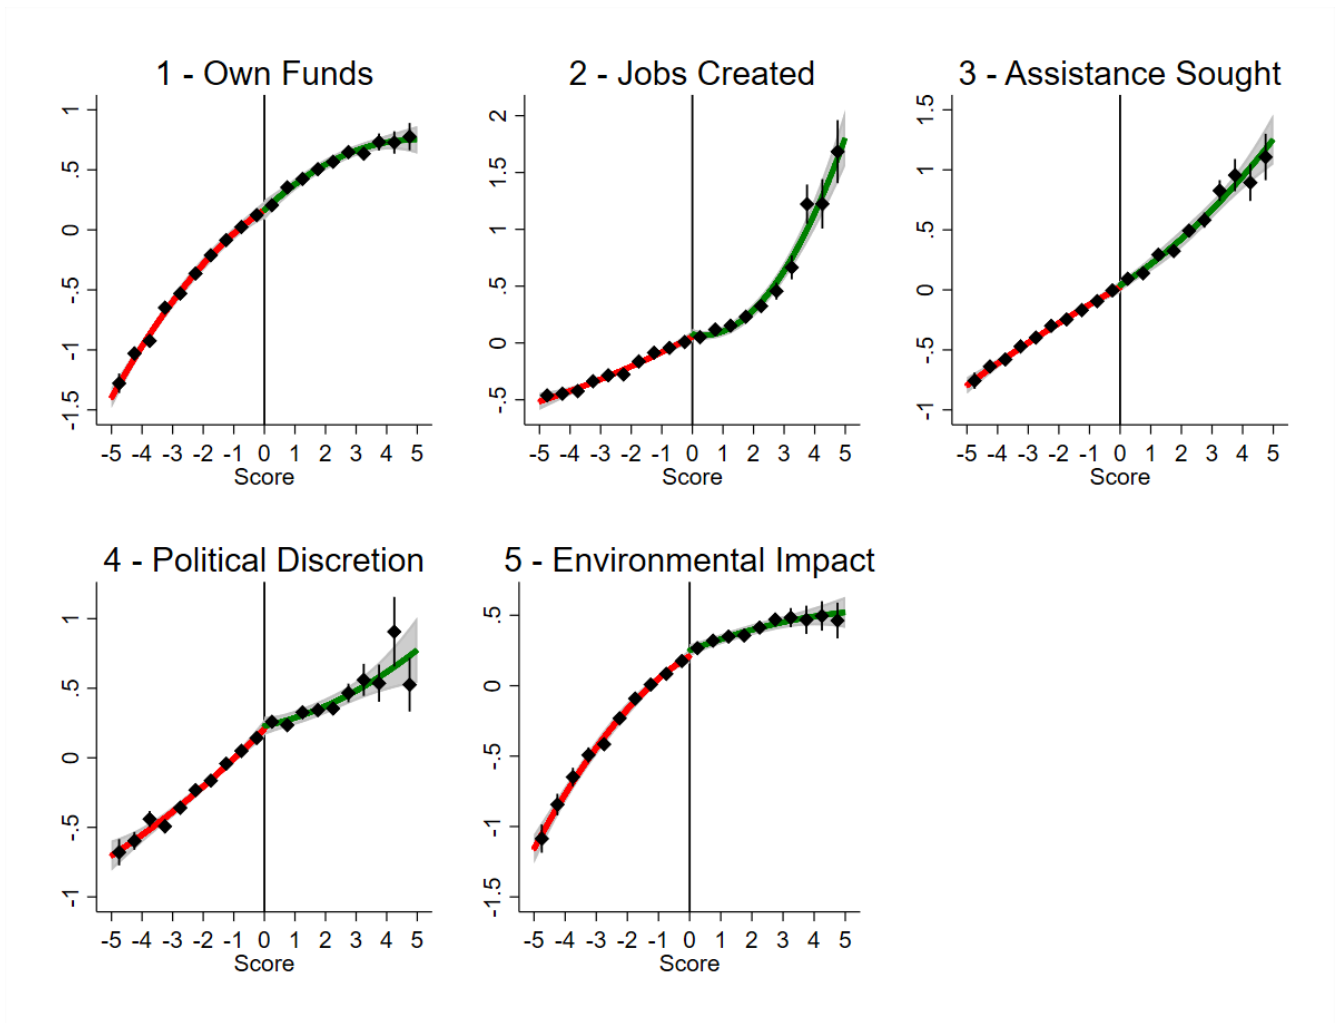 1 - Own Funds
1
.5
0
-.5
-1
-1.5
-5 -4 -3 -2 -1 0 1 2 3 4 5
Score
2 - Jobs Created
2
1.5
1
.5
0
-.5
-5 -4 -3 -2 -1 0 1 2 3 4 5
Score
3 - Assistance Sought
1.5
1
.5
0
-.5
-1
-5 -4 -3 -2 -1 0 1 2 3 4 5
Score
4 - Political Discretion
1
.5
0
-.5
-1
-5 -4 -3 -2 -1 0 1 2 3 4 5
Score
5 - Environmental Impact
.5
0
-.5
-1
-1.5
-5 -4 -3 -2 -1 0 1 2 3 4 5
Score